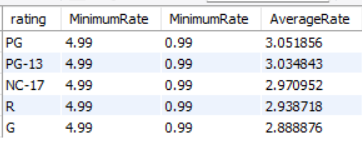 rating MinimumRate MinimumRate AverageRate
PG 4.99 0.99 3.051856
PG-13 4.99 0.99 3.034843
NC-17 4.99 0.99 2.970952
R 4.99 0.99 2.938718
G 4.99 0.99 2.888876